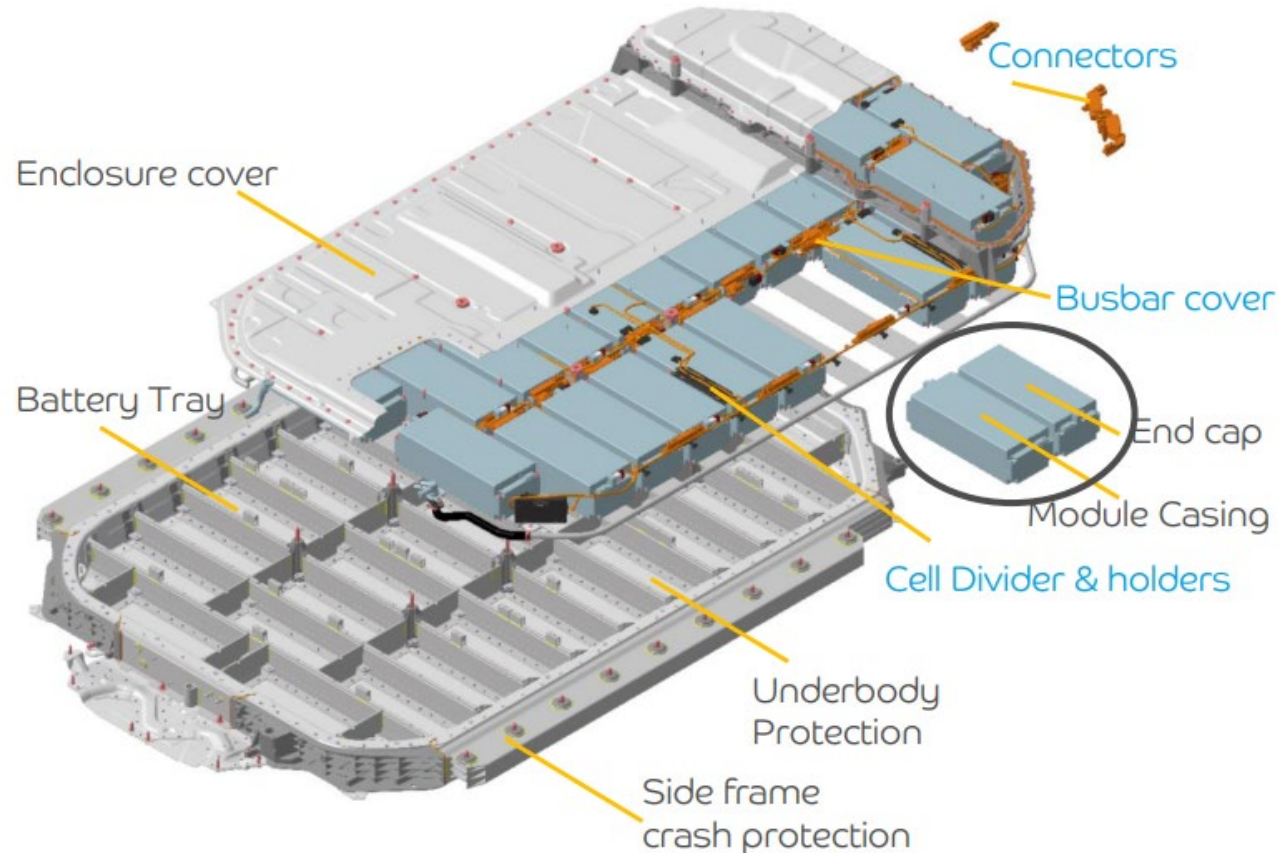 Connectors
Enclosure cover
Busbar cover
Battery Tray
End cap
Module Casing
Cell Divider & holders
Underbody
Protection
Side frame
crash protection